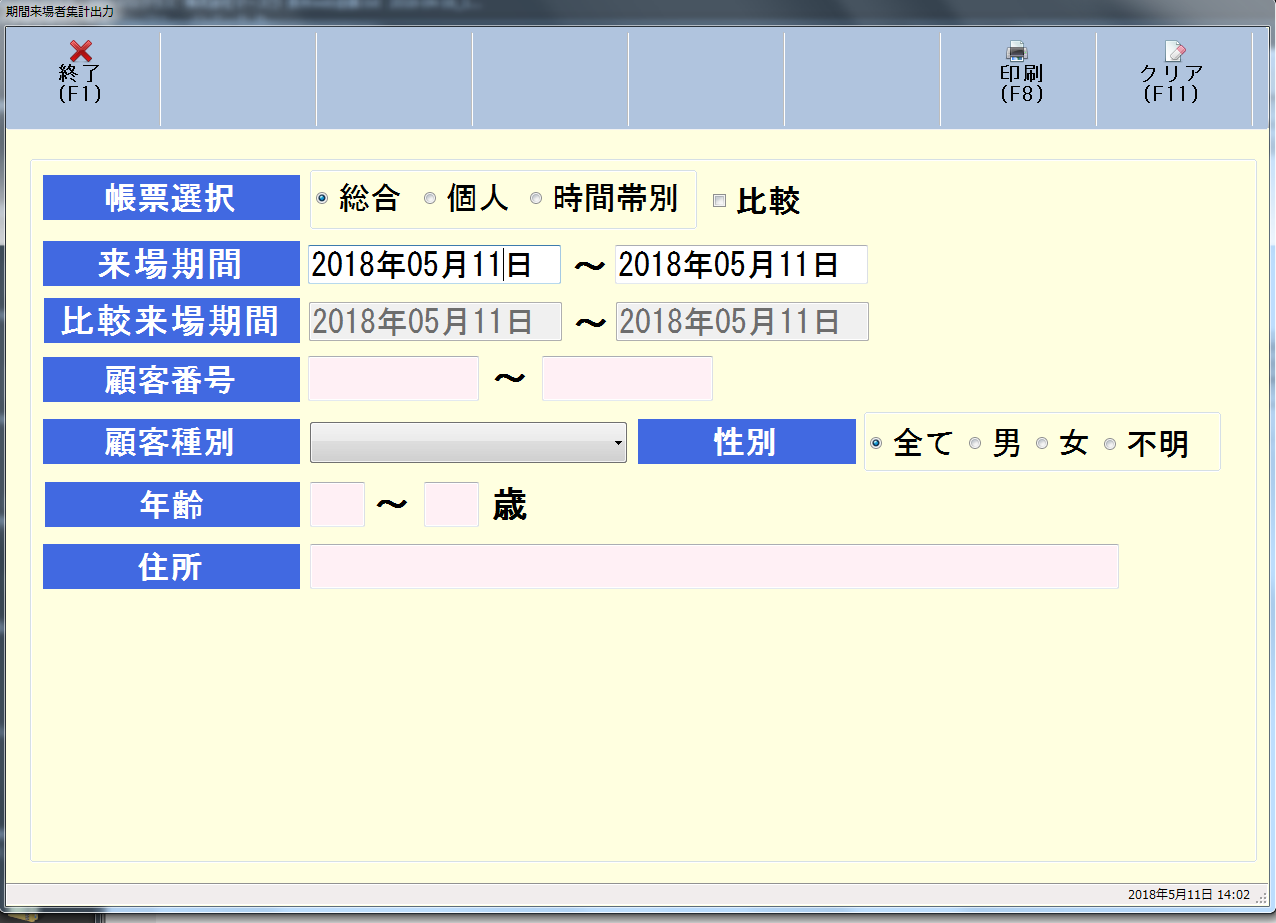 期間来場者集計出力
終了 印刷 クリア
(F1) (F8) (F11)
帳票選択 総合 個人 時間帯別 比較
来場期間 2018年05月11日 ～ 2018年05月11日
比較来場期間 2018年05月11日 ～ 2018年05月11日
顧客番号 ～
顧客種別 性別 全て 男 女 不明
年齢 ～ 歳
住所
2018年5月11日 14:02